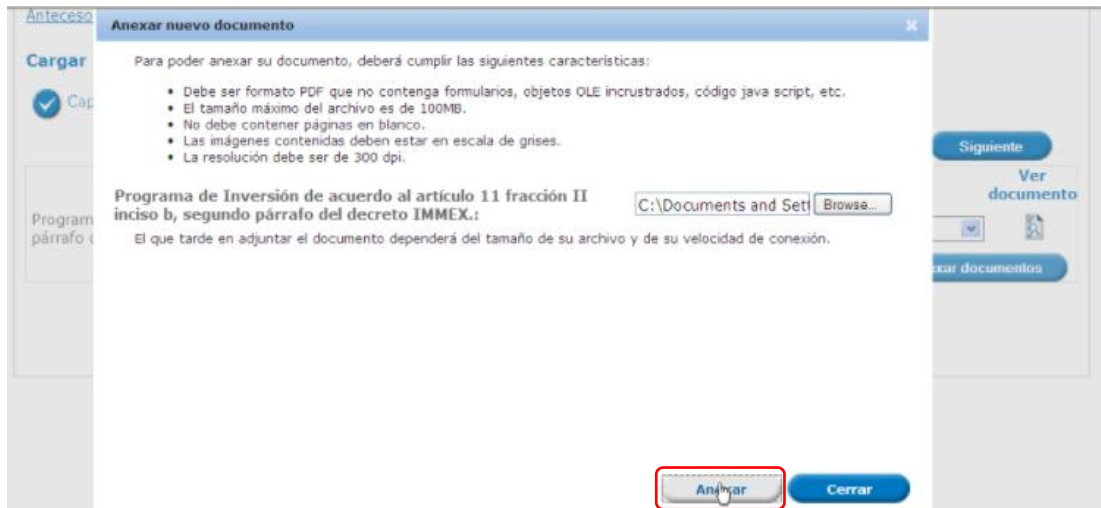 Anteceso
Anexar nuevo documento
x
Cargar
Cap
Para poder anexar su documento, deberá cumplir las siguientes características:
• Debe ser formato PDF que no contenga formularios, objetos OLE incrustrados, código java script, etc.
• El tamaño máximo del archivo es de 100MB.
• No debe contener páginas en blanco.
• Las imágenes contenidas deben estar en escala de grises.
• La resolución debe ser de 300 dpi.
Siguiente
Ver
documento
Programa de Inversión de acuerdo al artículo 11 fracción II
inciso b, segundo párrafo del decreto IMMEX.:
C:\Documents and Sett
Browse...
Program
párrafo d
El que tarde en adjuntar el documento dependerá del tamaño de su archivo y de su velocidad de conexión.
xar documentos
Anexar
Cerrar